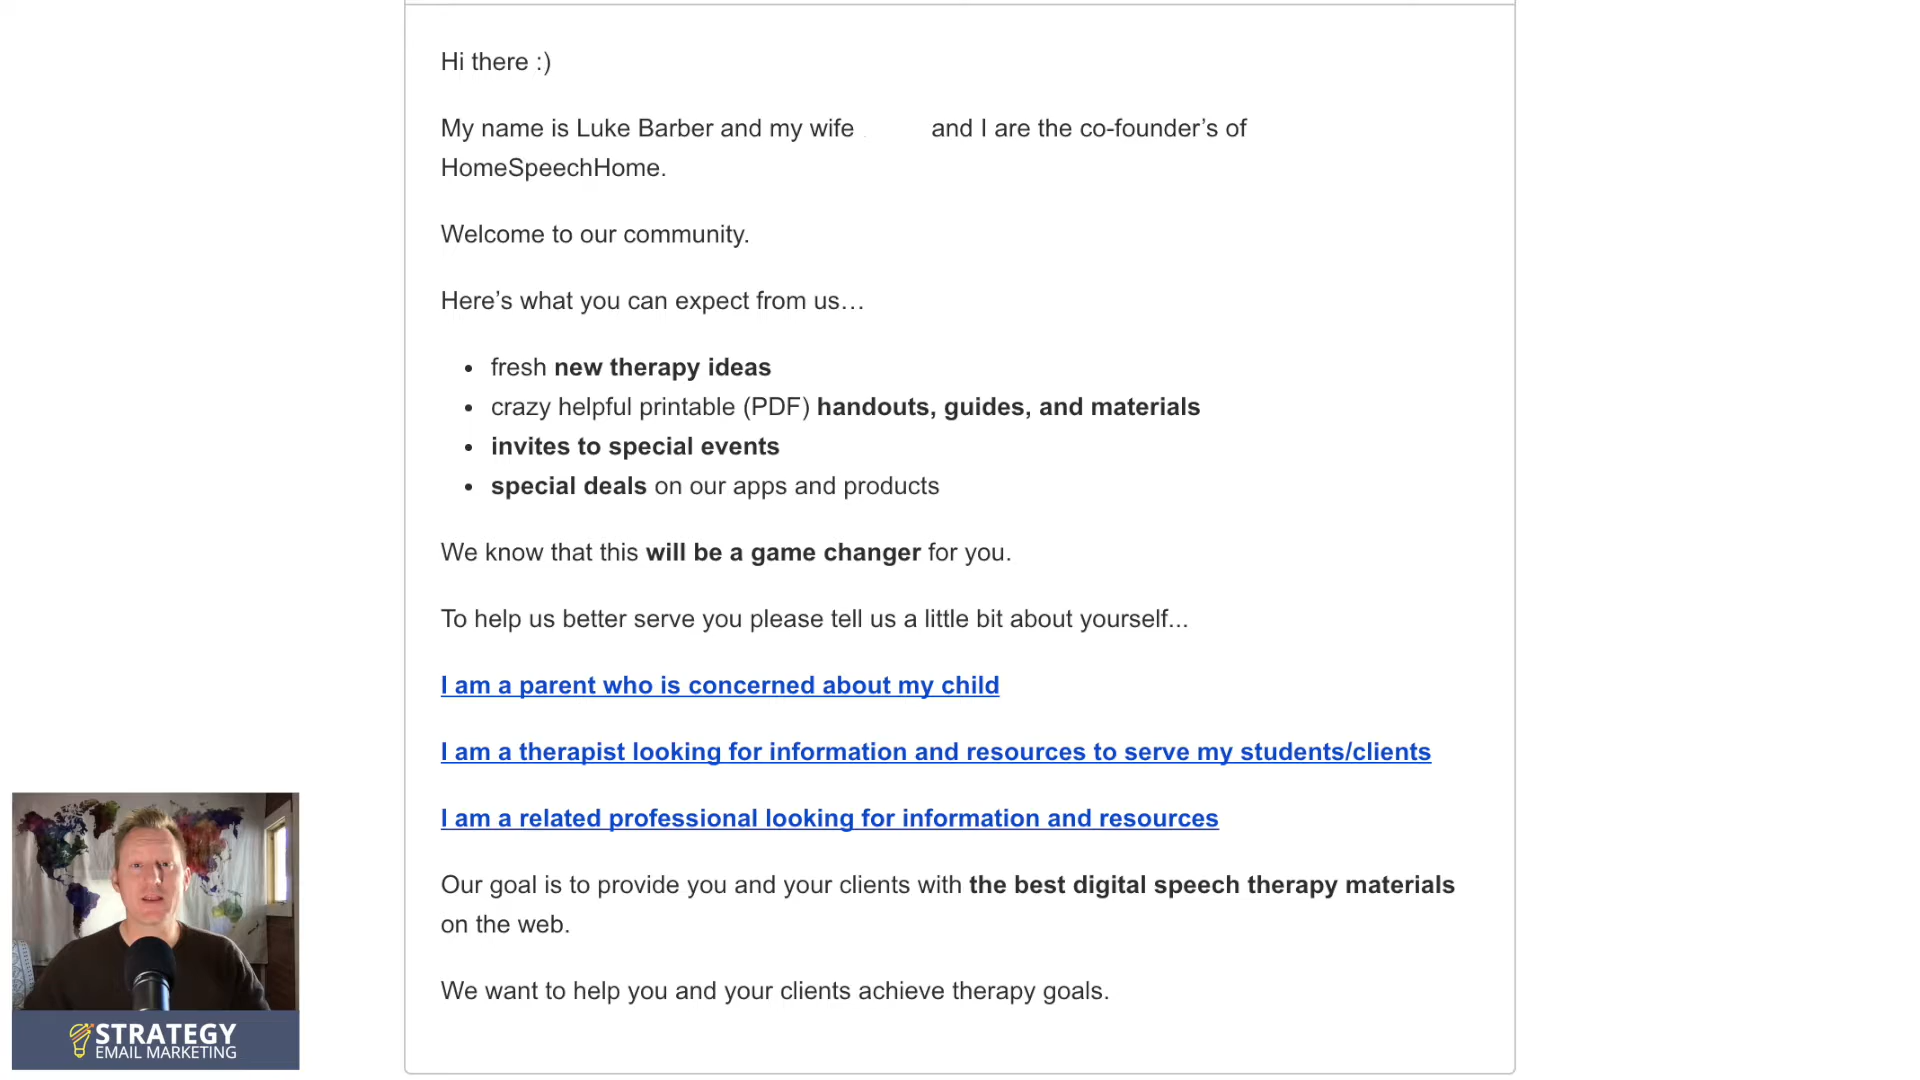 Hi there :)
My name is Luke Barber and my wife and I are the co-founder’s of
HomeSpeechHome.
Welcome to our community.
Here’s what you can expect from us…
• fresh new therapy ideas
• crazy helpful printable (PDF) handouts, guides, and materials
• invites to special events
• special deals on our apps and products
We know that this will be a game changer for you.
To help us better serve you please tell us a little bit about yourself...
I am a parent who is concerned about my child
I am a therapist looking for information and resources to serve my students/clients
I am a related professional looking for information and resources
Our goal is to provide you and your clients with the best digital speech therapy materials
on the web.
We want to help you and your clients achieve therapy goals.
STRATEGY
EMAIL MARKETING